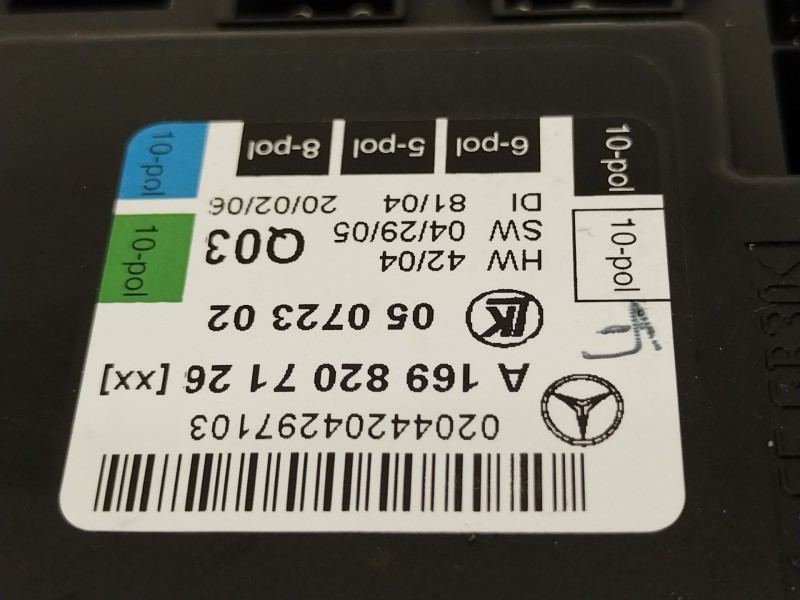 02044204297103
A 169 820 71 26 [xx]
05 0723 02
HW 42/04
SW 04/29/05
Q03
DI 81/04 20/02/06
10-pol
10-pol
6-pol
5-pol
8-pol
10-pol
10-pol